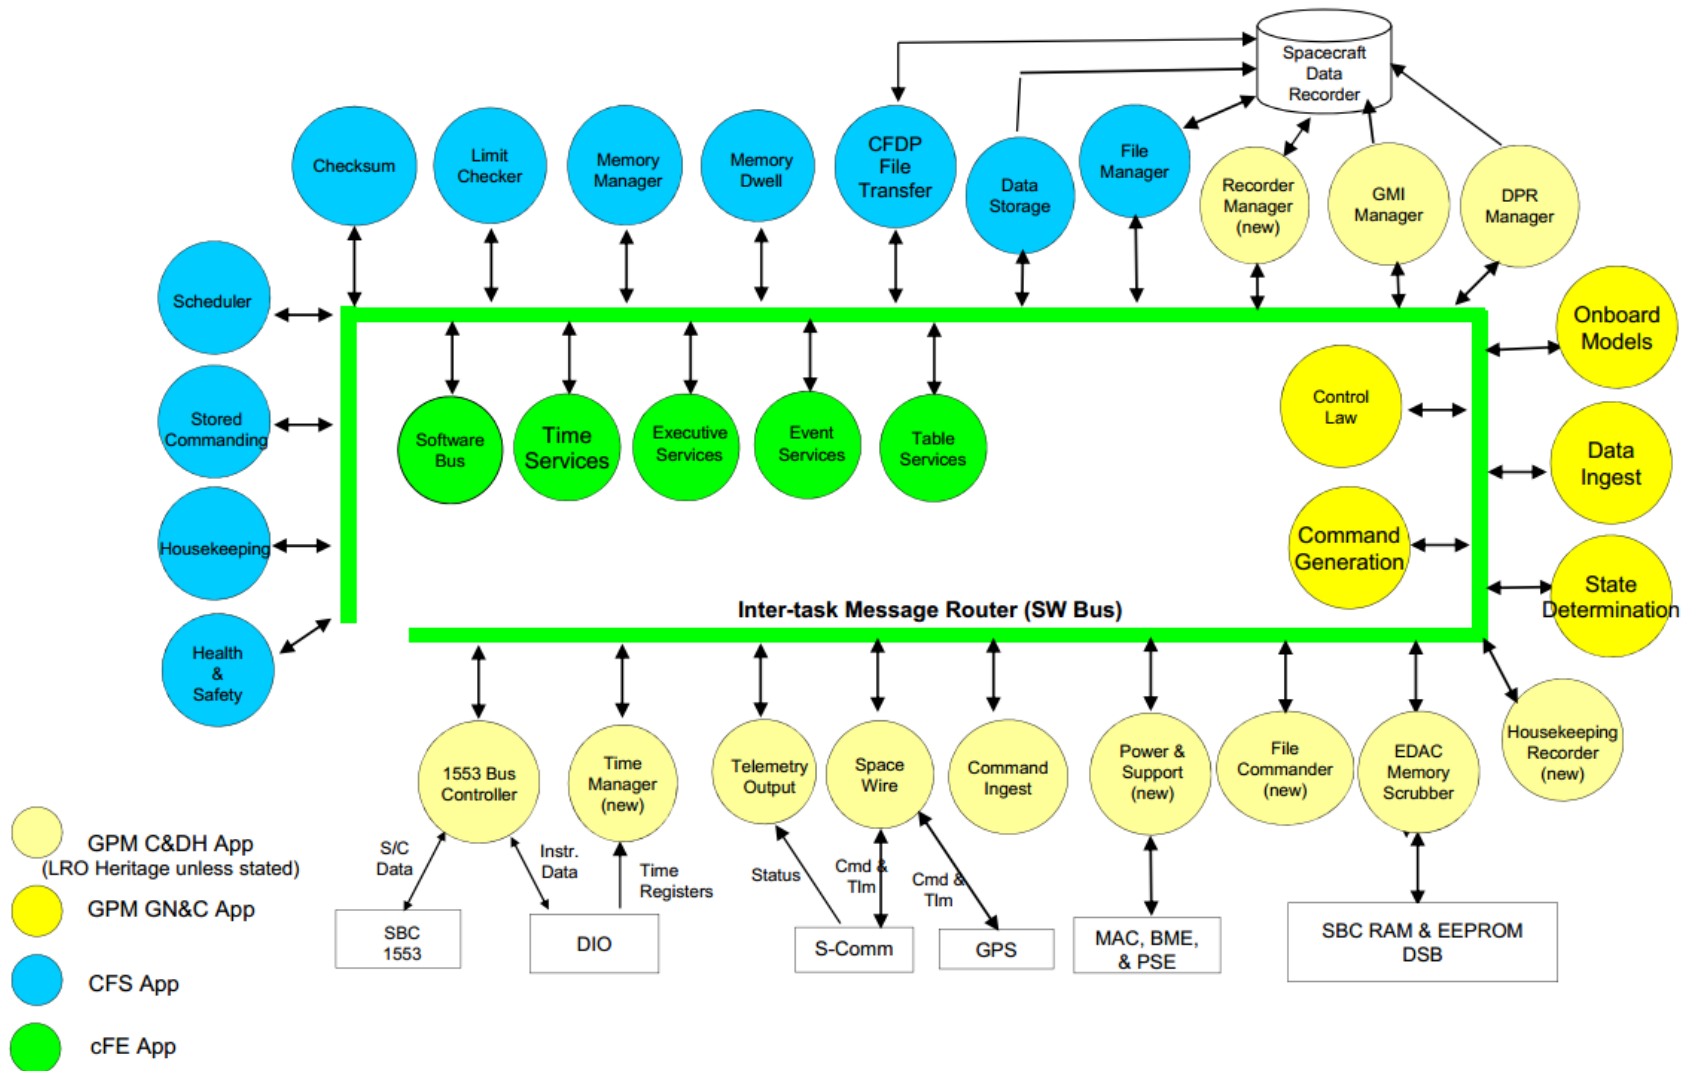 Spacecraft
Data
Recorder
Checksum
Limit
Checker
Memory
Manager
Memory
Dwell
CFDP
File
Transfer
Data
Storage
File
Manager
Recorder
Manager
(new)
GMI
Manager
DPR
Manager
Scheduler
Stored
Commanding
Housekeeping
Health
&
Safety
Software
Bus
Time
Services
Executive
Services
Event
Services
Table
Services
Control
Law
Command
Generation
Onboard
Models
Data
Ingest
State
Determination
Inter-task Message Router (SW Bus)
1553 Bus
Controller
Time
Manager
(new)
Telemetry
Output
Space
Wire
Command
Ingest
Power &
Support
(new)
File
Commander
(new)
EDAC
Memory
Scrubber
Housekeeping
Recorder
(new)
S/C
Data
Instr.
Data
Time
Registers
Status
Cmd &
Tlm
Cmd &
Tlm
SBC
1553
DIO
S-Comm
GPS
MAC, BME,
& PSE
SBC RAM & EEPROM
DSB
GPM C&DH App
(LRO Heritage unless stated)
GPM GN&C App
CFS App
cFE App